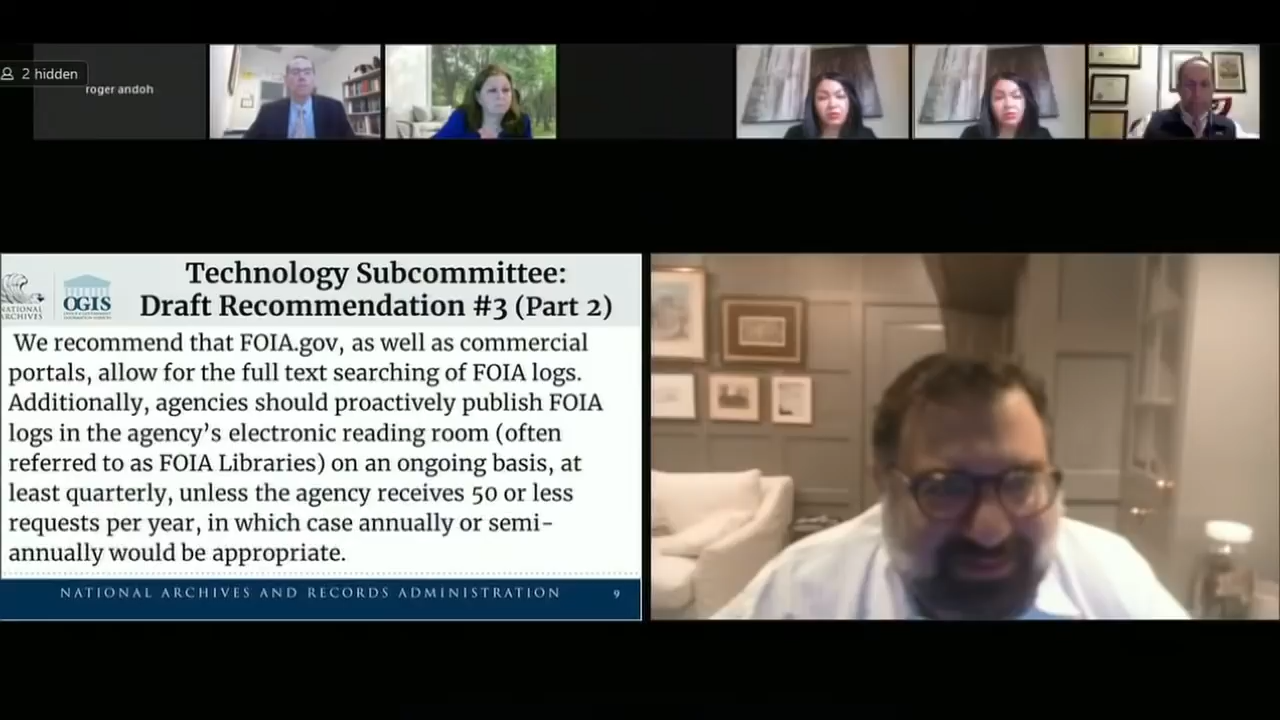 2 hidden
roger andoh
Technology Subcommittee:
Draft Recommendation #3 (Part 2)
NATIONAL
ARCHIVES
OGIS
We recommend that FOIA.gov, as well as commercial
portals, allow for the full text searching of FOIA logs.
Additionally, agencies should proactively publish FOIA
logs in the agency's electronic reading room (often
referred to as FOIA Libraries) on an ongoing basis, at
least quarterly, unless the agency receives 50 or less
requests per year, in which case annually or semi-
annually would be appropriate.
NATIONAL ARCHIVES AND RECORDS ADMINISTRATION 9